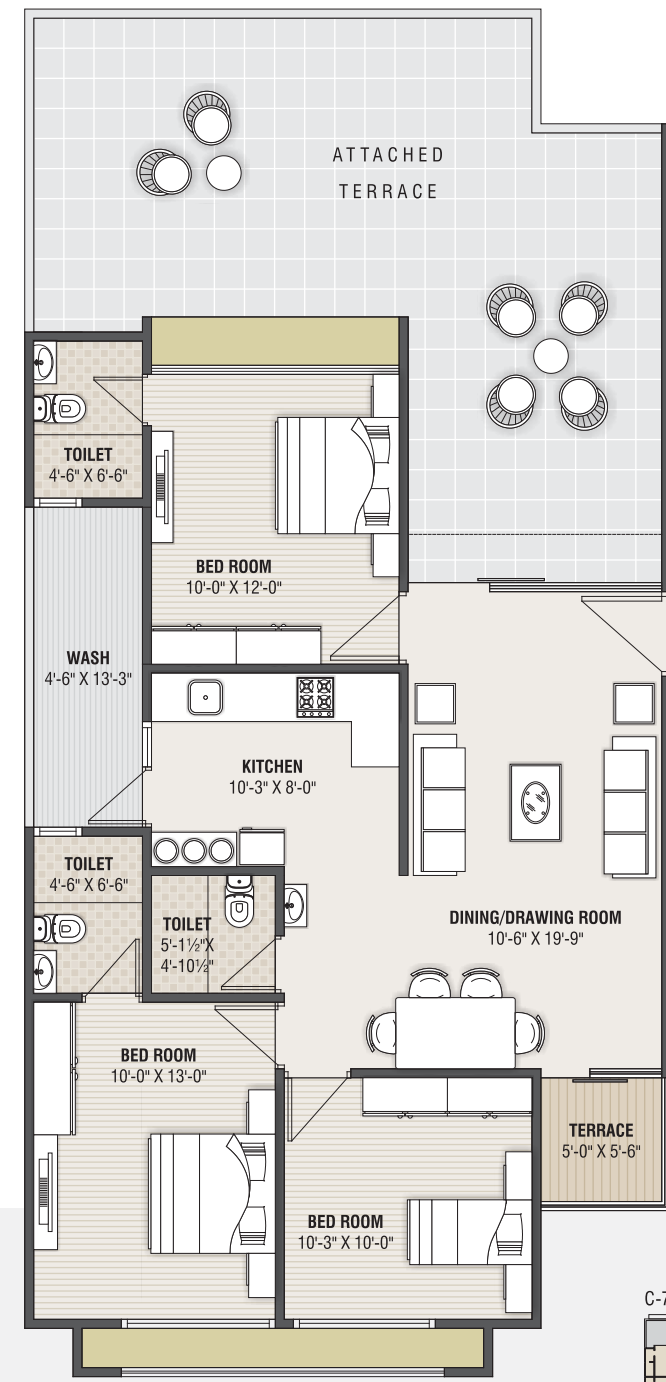 ATTACHED
TERRACE
TOILET
4'-6" X 6'-6"
BED ROOM
10'-0" X 12'-0"
WASH
4'-6" X 13'-3"
KITCHEN
10'-3" X 8'-0"
TOILET
4'-6" X 6'-6"
TOILET
5'-1½"X
4'-10½"
DINING/DRAWING ROOM
10'-6" X 19'-9"
BED ROOM
10'-0" X 13'-0"
TERRACE
5'-0" X 5'-6"
BED ROOM
10'-3" X 10'-0"
C-7